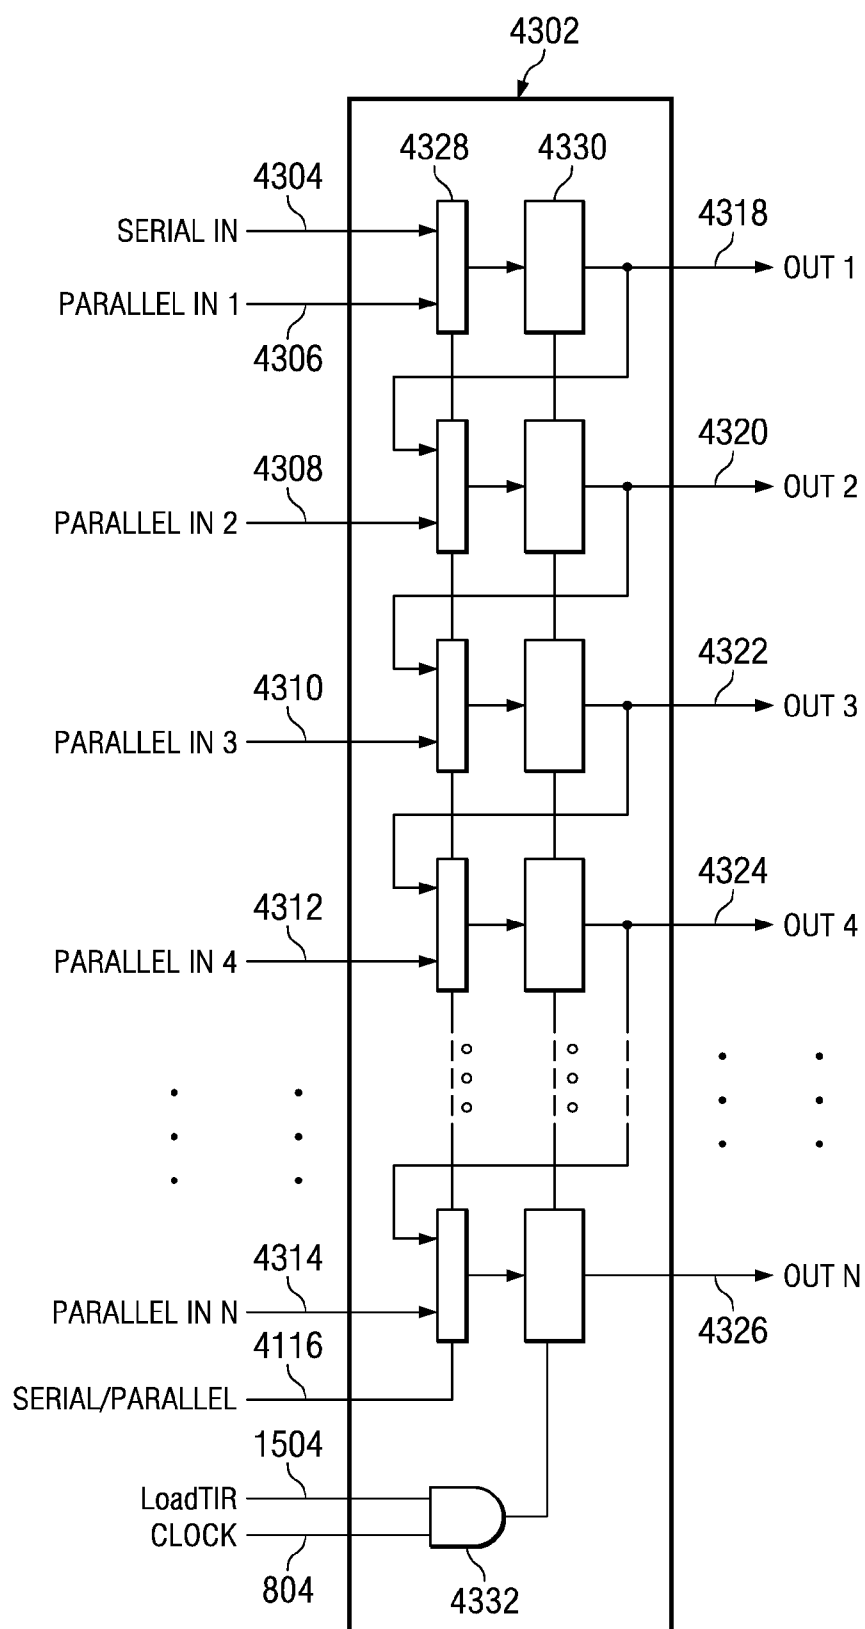 4302
4328
4330
4304
SERIAL IN
4318
OUT 1
PARALLEL IN 1
4306
4320
4308
OUT 2
PARALLEL IN 2
4322
4310
OUT 3
PARALLEL IN 3
4324
4312
OUT 4
PARALLEL IN 4
4314
OUT N
PARALLEL IN N
4326
4116
SERIAL/PARALLEL
1504
LoadTIR
CLOCK
804
4332